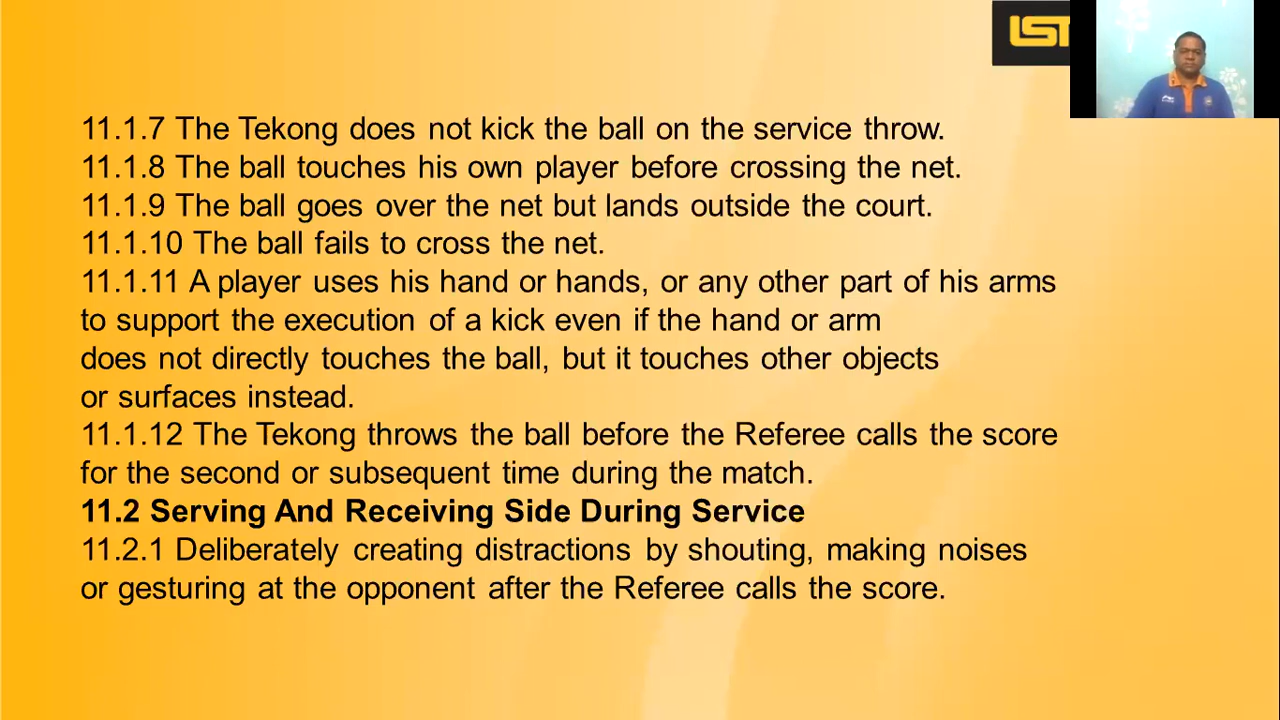 IST
11.1.7 The Tekong does not kick the ball on the service throw.
11.1.8 The ball touches his own player before crossing the net.
11.1.9 The ball goes over the net but lands outside the court.
11.1.10 The ball fails to cross the net.
11.1.11 A player uses his hand or hands, or any other part of his arms
to support the execution of a kick even if the hand or arm
does not directly touches the ball, but it touches other objects
or surfaces instead.
11.1.12 The Tekong throws the ball before the Referee calls the score
for the second or subsequent time during the match.
11.2 Serving And Receiving Side During Service
11.2.1 Deliberately creating distractions by shouting, making noises
or gesturing at the opponent after the Referee calls the score.